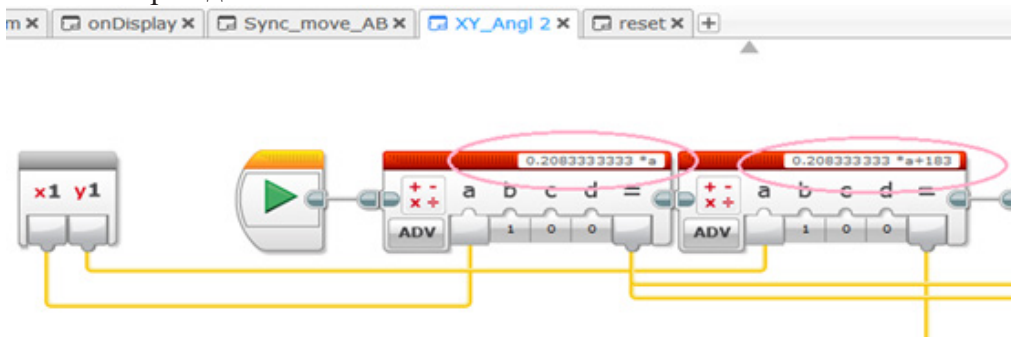 m onDisplay Sync_move_AB XY_Angl 2 reset
0.2083333333 *a 0.208333333 *a+183
x1 y1 a b c d = a b c d =
ADV 1 0 0 ADV 1 0 0